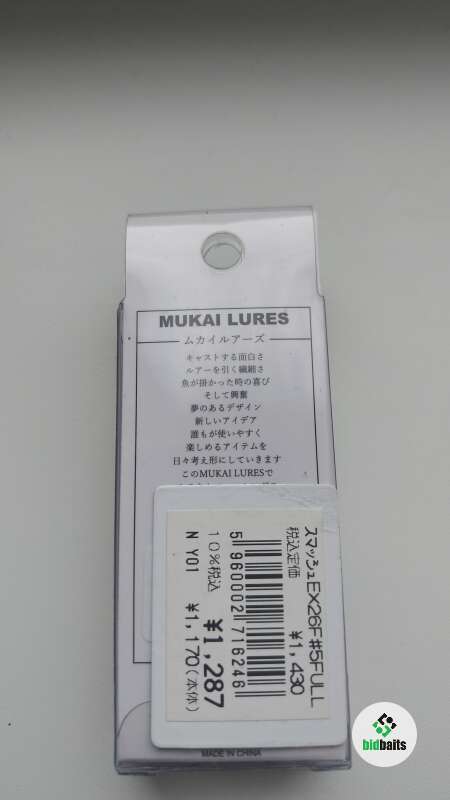 MUKAI LURES
ムカイルアーズ
キャストする面白さ
ルアーを引く繊細さ
魚が掛かった時の喜び
そして興奮
夢のあるデザイン
新しいアイデア
誰もが使いやすく
楽しめるアイテムを
日々考え形にしていきます
このMUKAI LURESで
スマッシュEX26F#5FULL
税込定価 ¥1,430
5 960002 716246
10%税込 ¥1,287
N Y01 ¥1,170(本体)
MADE IN CHINA
bidbaits